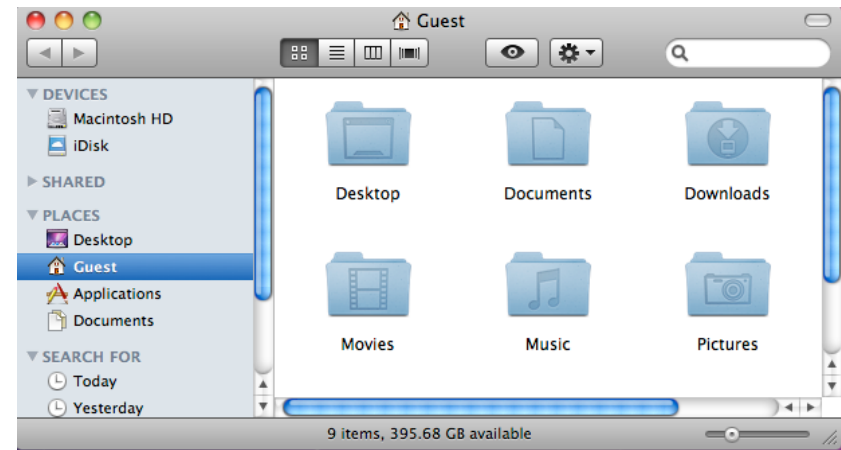 Guest
DEVICES
Macintosh HD
iDisk
SHARED
PLACES
Desktop
Guest
Applications
Documents
SEARCH FOR
Today
Yesterday
Desktop Documents Downloads
Movies Music Pictures
9 items, 395.68 GB available